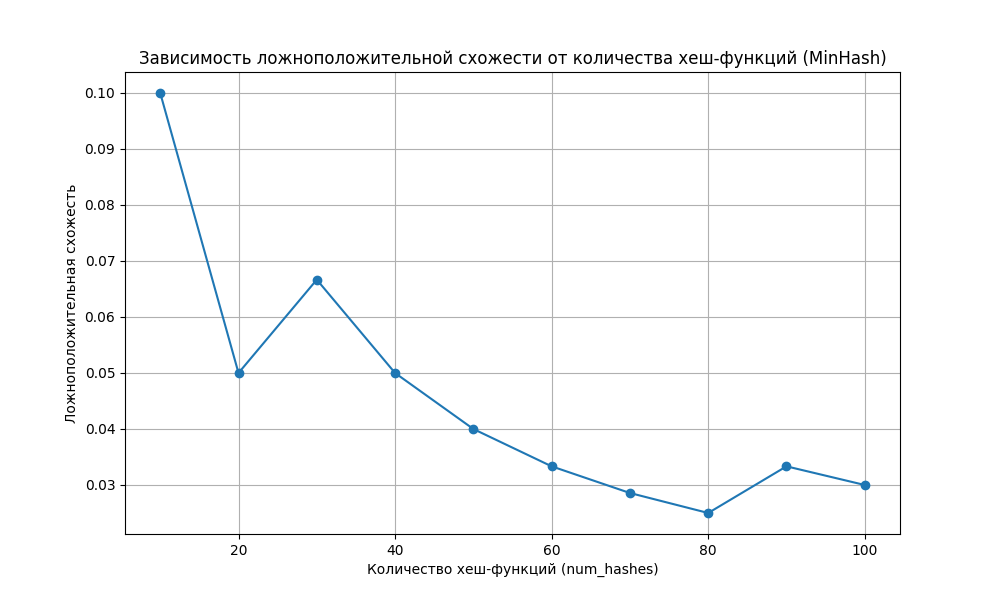 Зависимость ложноположительной схожести от количества хеш-функций (MinHash)
Ложноположительная схожесть
0.10
0.09
0.08
0.07
0.06
0.05
0.04
0.03
20 40 60 80 100
Количество хеш-функций (num_hashes)